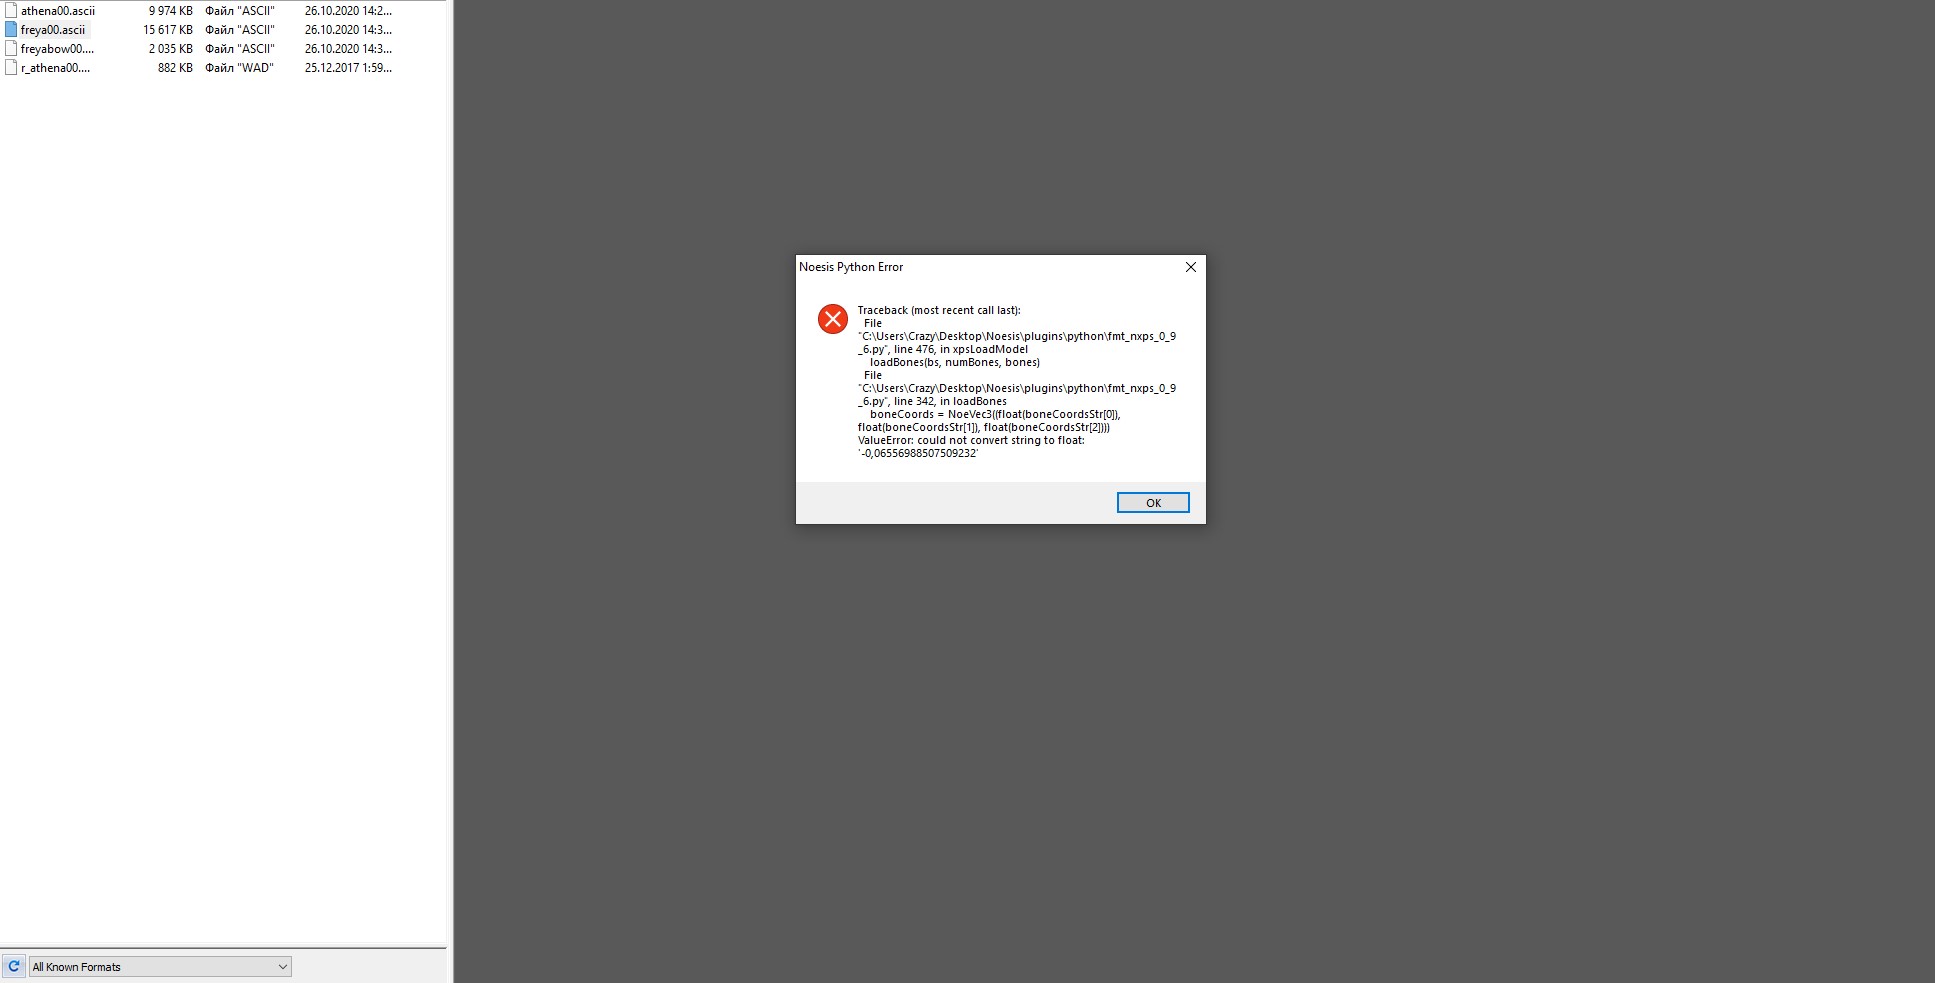 athena00.ascii 9 974 KB Файл "ASCII" 26.10.2020 14:2...
freya00.ascii 15 617 KB Файл "ASCII" 26.10.2020 14:3...
freyabow00.... 2 035 KB Файл "ASCII" 26.10.2020 14:3...
r_athena00.... 882 KB Файл "WAD" 25.12.2017 1:59...
Noesis Python Error
Traceback (most recent call last):
File
"C:\Users\Crazy\Desktop\Noesis\plugins\python\fmt_nxps_0_9
_6.py", line 476, in xpsLoadModel
loadBones(bs, numBones, bones)
File
"C:\Users\Crazy\Desktop\Noesis\plugins\python\fmt_nxps_0_9
_6.py", line 342, in loadBones
boneCoords = NoeVec3((float(boneCoordsStr[0]),
float(boneCoordsStr[1]), float(boneCoordsStr[2])))
ValueError: could not convert string to float:
'-0,06556988507509232'
OK
All Known Formats